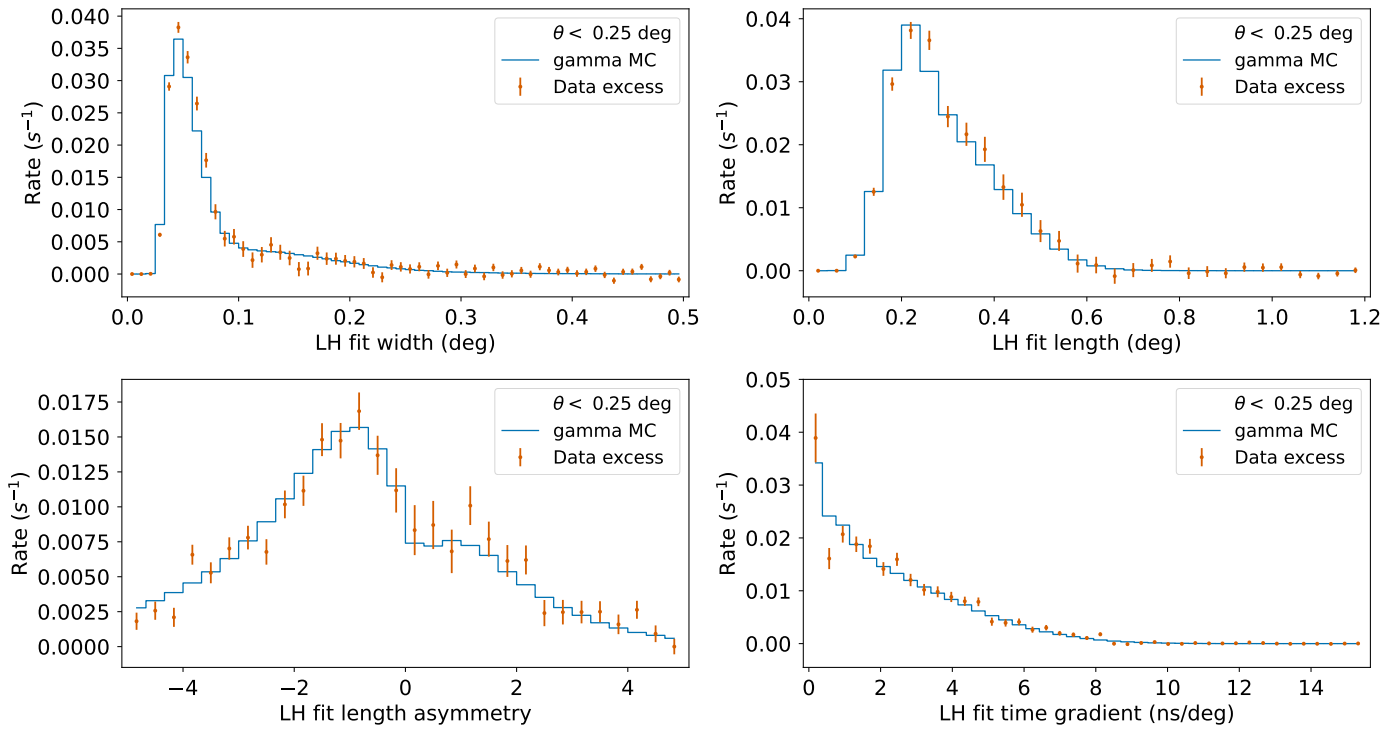 0.040
0.035
0.030
0.025
0.020
0.015
0.010
0.005
0.000
Rate (s⁻¹)
0.0 0.1 0.2 0.3 0.4 0.5
LH fit width (deg)
θ < 0.25 deg
gamma MC
Data excess
0.04
0.02
0.00
Rate (s⁻¹)
0.0 0.2 0.4 0.6 0.8 1.0 1.2
LH fit length (deg)
θ < 0.25 deg
gamma MC
Data excess
0.0175
0.0150
0.0125
0.0100
0.0075
0.0050
0.0025
0.0000
Rate (s⁻¹)
−4 −2 0 2 4
LH fit length asymmetry
θ < 0.25 deg
gamma MC
Data excess
0.05
0.04
0.03
0.02
0.01
0.00
Rate (s⁻¹)
0 2 4 6 8 10 12 14
LH fit time gradient (ns/deg)
θ < 0.25 deg
gamma MC
Data excess